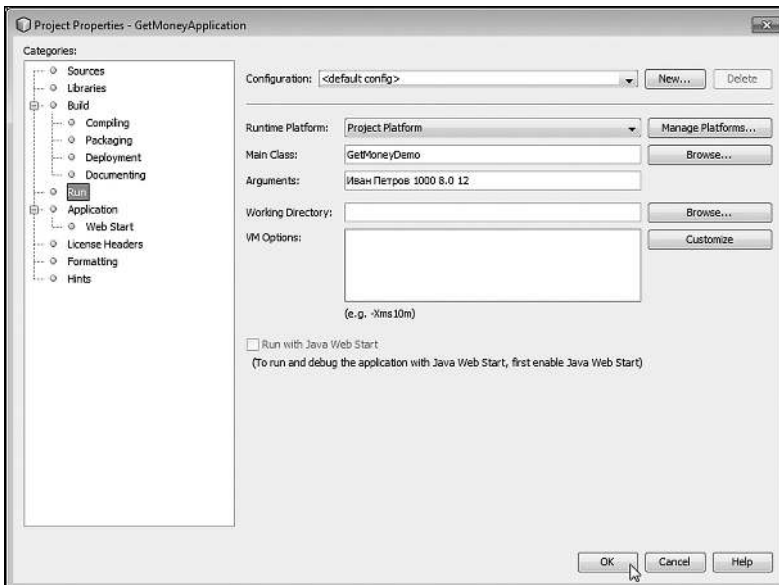 Project Properties - GetMoneyApplication
Categories:
Sources
Libraries
Build
Compiling
Packaging
Deployment
Documenting
Run
Application
Web Start
License Headers
Formatting
Hints
Configuration: <default config> New... Delete
Runtime Platform: Project Platform Manage Platforms...
Main Class: GetMoneyDemo Browse...
Arguments: Иван Петров 1000 8.0 12
Working Directory: Browse...
VM Options: Customize
(e.g. -Xms10m)
Run with Java Web Start
(To run and debug the application with Java Web Start, first enable Java Web Start)
OK Cancel Help